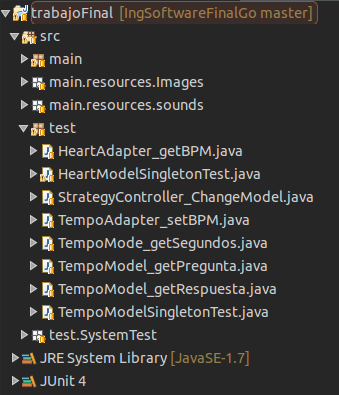 trabajoFinal [IngSoftwareFinalGo master]
src
main
main.resources.Images
main.resources.sounds
test
HeartAdapter_getBPM.java
HeartModelSingletonTest.java
StrategyController_ChangeModel.java
TempoAdapter_setBPM.java
TempoMode_getSegundos.java
TempoModel_getPregunta.java
TempoModel_getRespuesta.java
TempoModelSingletonTest.java
test.SystemTest
JRE System Library [JavaSE-1.7]
JUnit 4